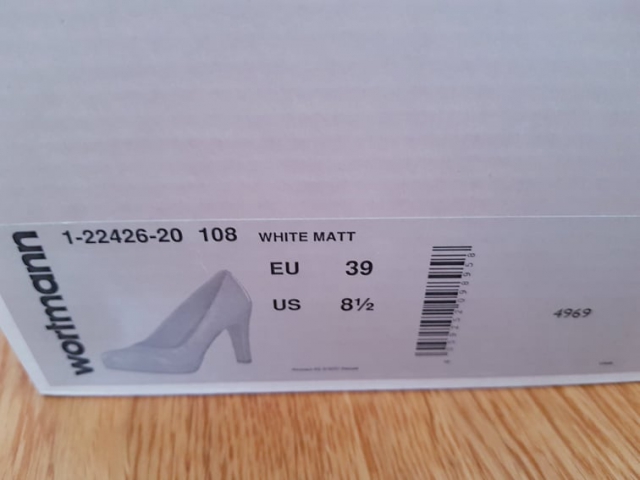 wortmann
1-22426-20 108 WHITE MATT
EU 39
US 8½
4969